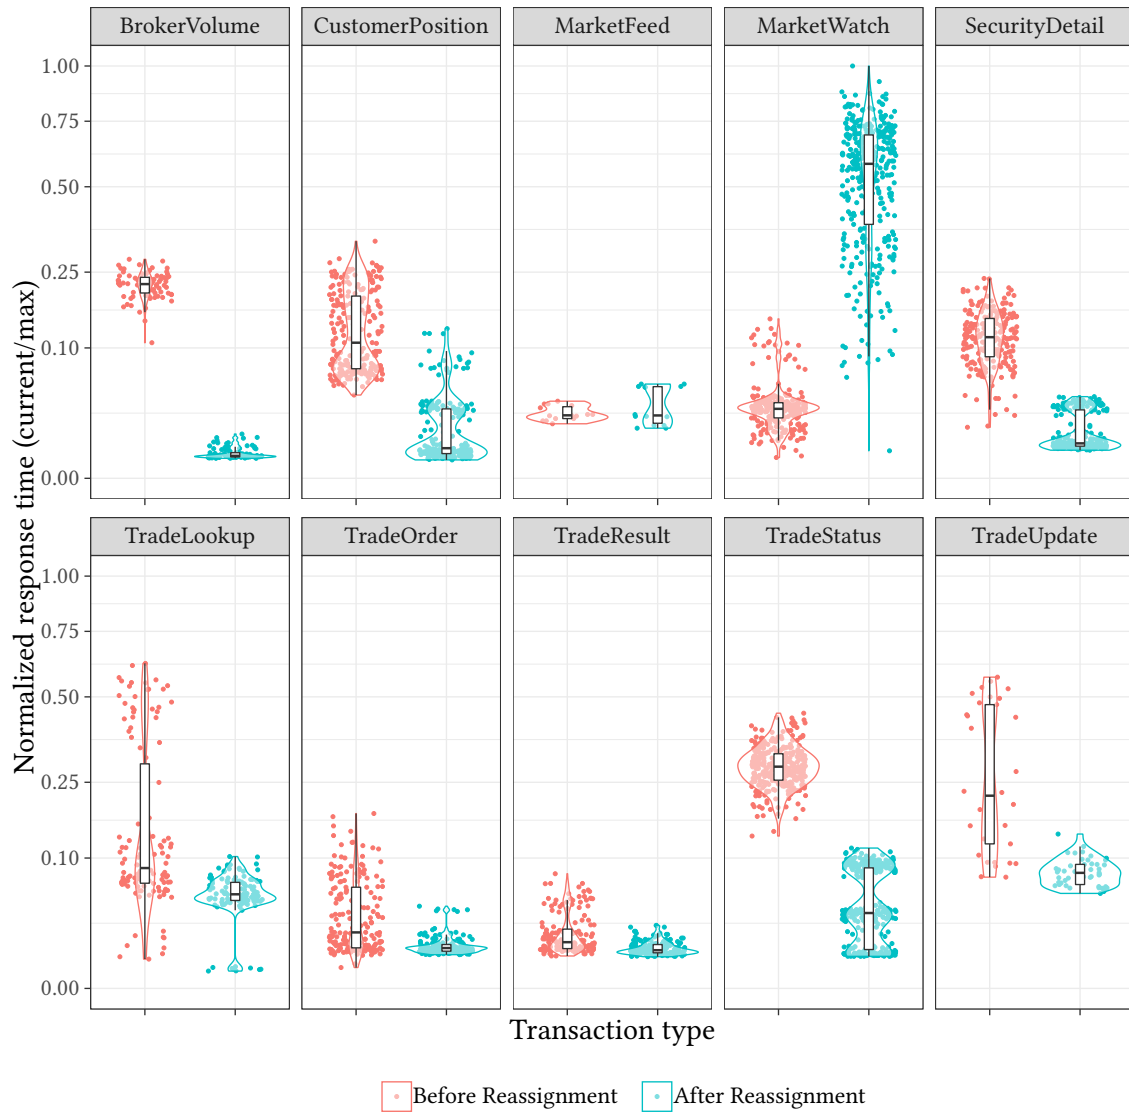 BrokerVolume
CustomerPosition
MarketFeed
MarketWatch
SecurityDetail
1.00
0.75
0.50
0.25
0.10
0.00
TradeLookup
TradeOrder
TradeResult
TradeStatus
TradeUpdate
1.00
0.75
0.50
0.25
0.10
0.00
Normalized response time (current/max)
Transaction type
Before Reassignment
After Reassignment